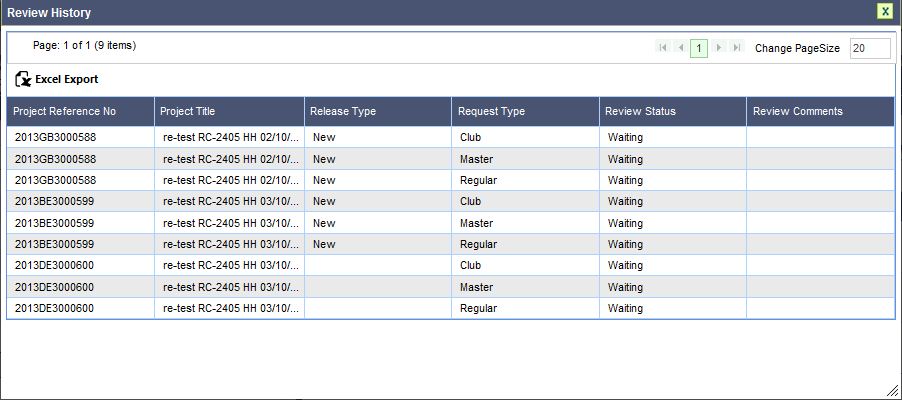 Review History X
Page: 1 of 1 (9 items) 1 Change PageSize 20
Excel Export
Project Reference No Project Title Release Type Request Type Review Status Review Comments
2013GB3000588 re-test RC-2405 HH 02/10/... New Club Waiting
2013GB3000588 re-test RC-2405 HH 02/10/... New Master Waiting
2013GB3000588 re-test RC-2405 HH 02/10/... New Regular Waiting
2013BE3000599 re-test RC-2405 HH 03/10/... New Club Waiting
2013BE3000599 re-test RC-2405 HH 03/10/... New Master Waiting
2013BE3000599 re-test RC-2405 HH 03/10/... New Regular Waiting
2013DE3000600 re-test RC-2405 HH 03/10/... Club Waiting
2013DE3000600 re-test RC-2405 HH 03/10/... Master Waiting
2013DE3000600 re-test RC-2405 HH 03/10/... Regular Waiting